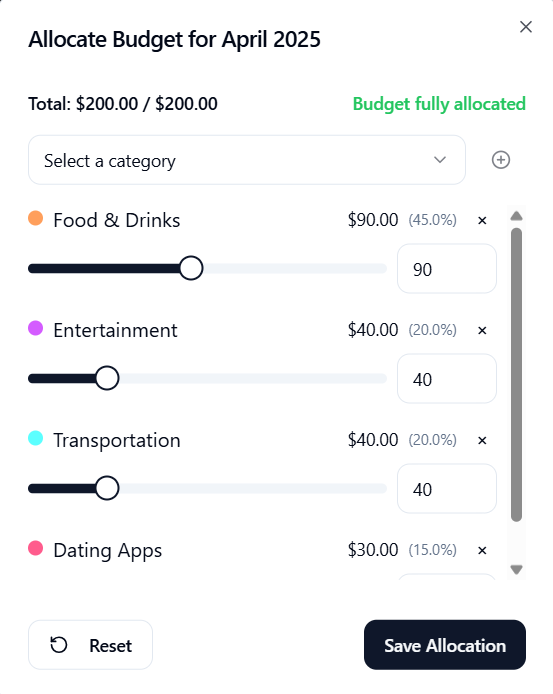 Allocate Budget for April 2025
Total: $200.00 / $200.00 Budget fully allocated
Select a category
Food & Drinks $90.00 (45.0%) ×
90
Entertainment $40.00 (20.0%) ×
40
Transportation $40.00 (20.0%) ×
40
Dating Apps $30.00 (15.0%) ×
Reset Save Allocation